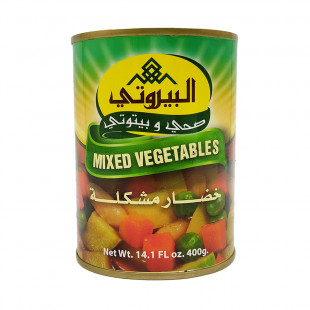 البيروتي
صحي و بيتوتي
MIXED VEGETABLES
خضار مشكلة
Net Wt. 14.1 FL oz. 400g.